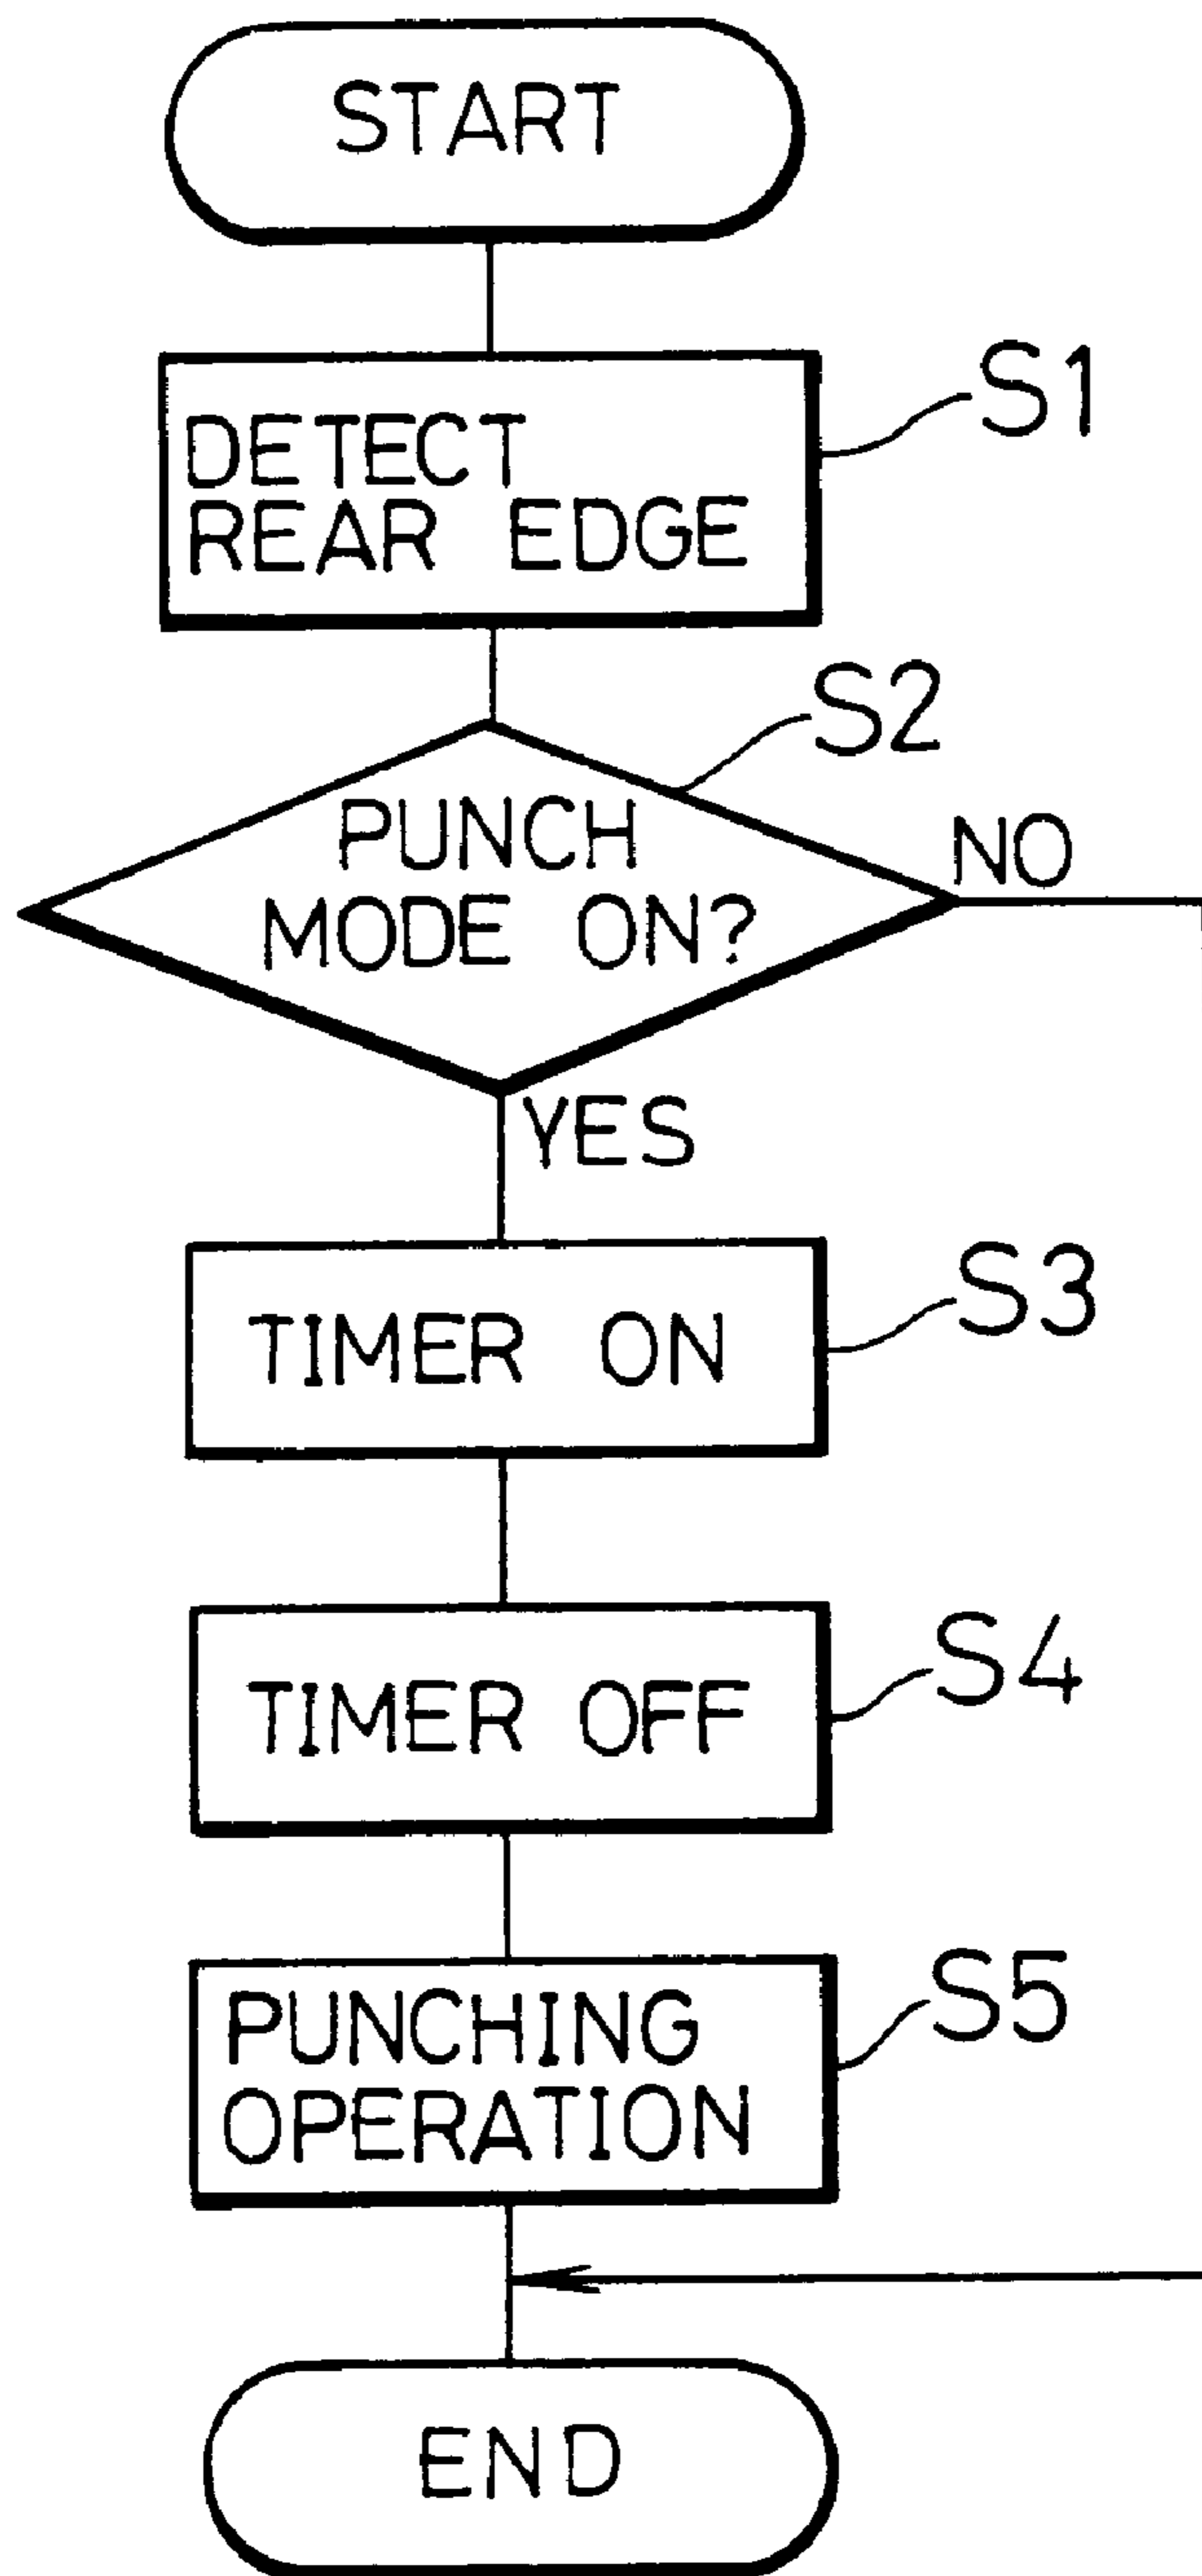 START
S1
DETECT
REAR EDGE
S2
PUNCH
MODE ON?
NO
YES
S3
TIMER ON
S4
TIMER OFF
S5
PUNCHING
OPERATION
END